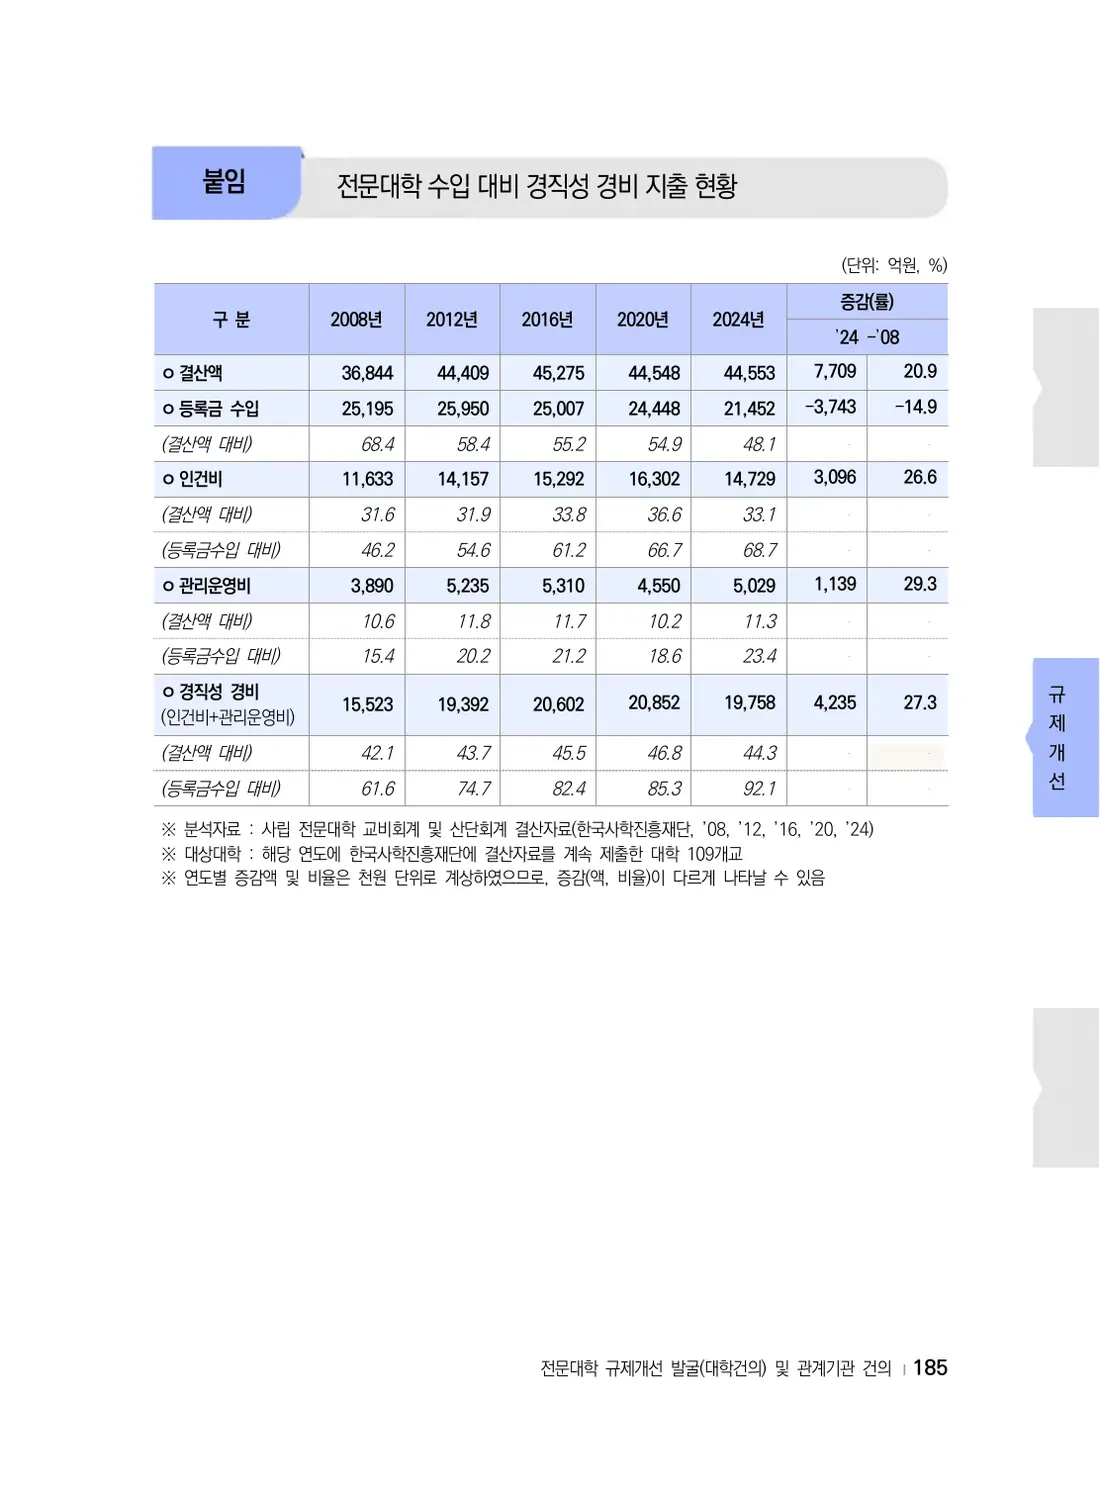 붙임
전문대학 수입 대비 경직성 경비 지출 현황
(단위: 억원, %)
구 분 2008년 2012년 2016년 2020년 2024년 증감(률)
’24 -’08
ㅇ 결산액 36,844 44,409 45,275 44,548 44,553 7,709 20.9
ㅇ 등록금 수입 25,195 25,950 25,007 24,448 21,452 -3,743 -14.9
(결산액 대비) 68.4 58.4 55.2 54.9 48.1 · ·
ㅇ 인건비 11,633 14,157 15,292 16,302 14,729 3,096 26.6
(결산액 대비) 31.6 31.9 33.8 36.6 33.1 · ·
(등록금수입 대비) 46.2 54.6 61.2 66.7 68.7 · ·
ㅇ 관리운영비 3,890 5,235 5,310 4,550 5,029 1,139 29.3
(결산액 대비) 10.6 11.8 11.7 10.2 11.3 · ·
(등록금수입 대비) 15.4 20.2 21.2 18.6 23.4 · ·
ㅇ 경직성 경비
(인건비+관리운영비) 15,523 19,392 20,602 20,852 19,758 4,235 27.3
(결산액 대비) 42.1 43.7 45.5 46.8 44.3 · ·
(등록금수입 대비) 61.6 74.7 82.4 85.3 92.1 · ·
※ 분석자료 : 사립 전문대학 교비회계 및 산단회계 결산자료(한국사학진흥재단, ’08, ’12, ’16, ’20, ’24)
※ 대상대학 : 해당 연도에 한국사학진흥재단에 결산자료를 계속 제출한 대학 109개교
※ 연도별 증감액 및 비율은 천원 단위로 계상하였으므로, 증감(액, 비율)이 다르게 나타날 수 있음
규
제
개
선
전문대학 규제개선 발굴(대학건의) 및 관계기관 건의 | 185